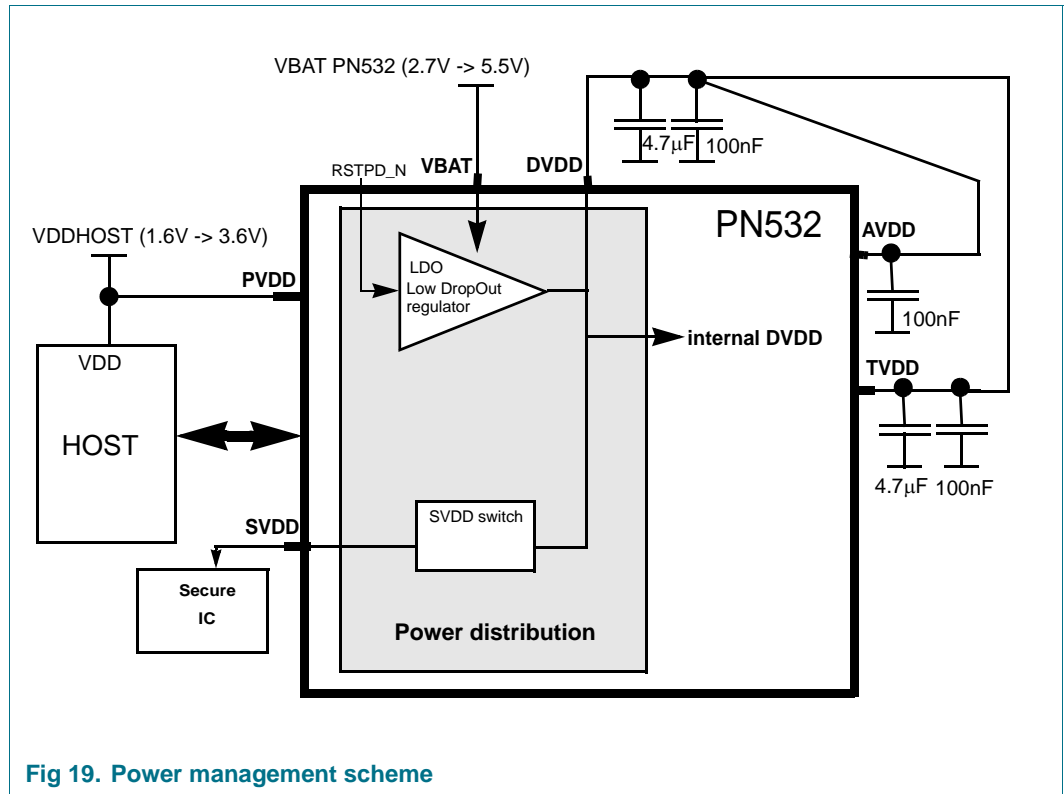 VBAT PN532 (2.7V -> 5.5V)
4.7μF
100nF
RSTPD_N
VBAT
DVDD
PN532
VDDHOST (1.6V -> 3.6V)
AVDD
PVDD
LDO
Low DropOut
regulator
100nF
internal DVDD
VDD
TVDD
HOST
4.7μF
100nF
SVDD
SVDD switch
Secure
IC
Power distribution
Fig 19. Power management scheme